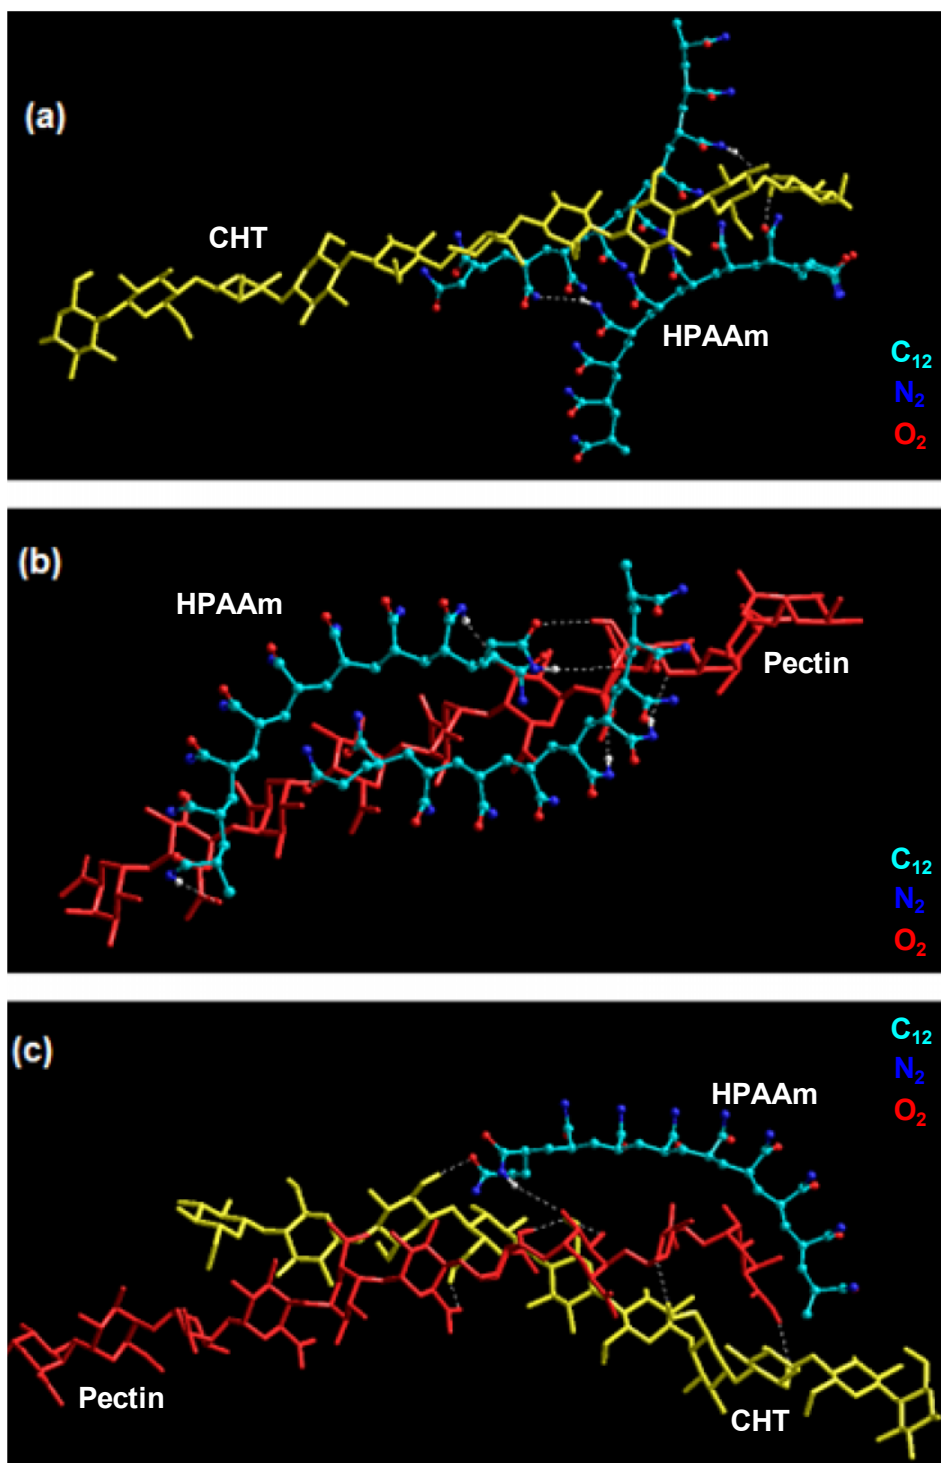 (a)
CHT
HPAAm
C₁₂
N₂
O₂
(b)
HPAAm
Pectin
C₁₂
N₂
O₂
(c)
C₁₂
N₂
O₂
HPAAm
Pectin
CHT